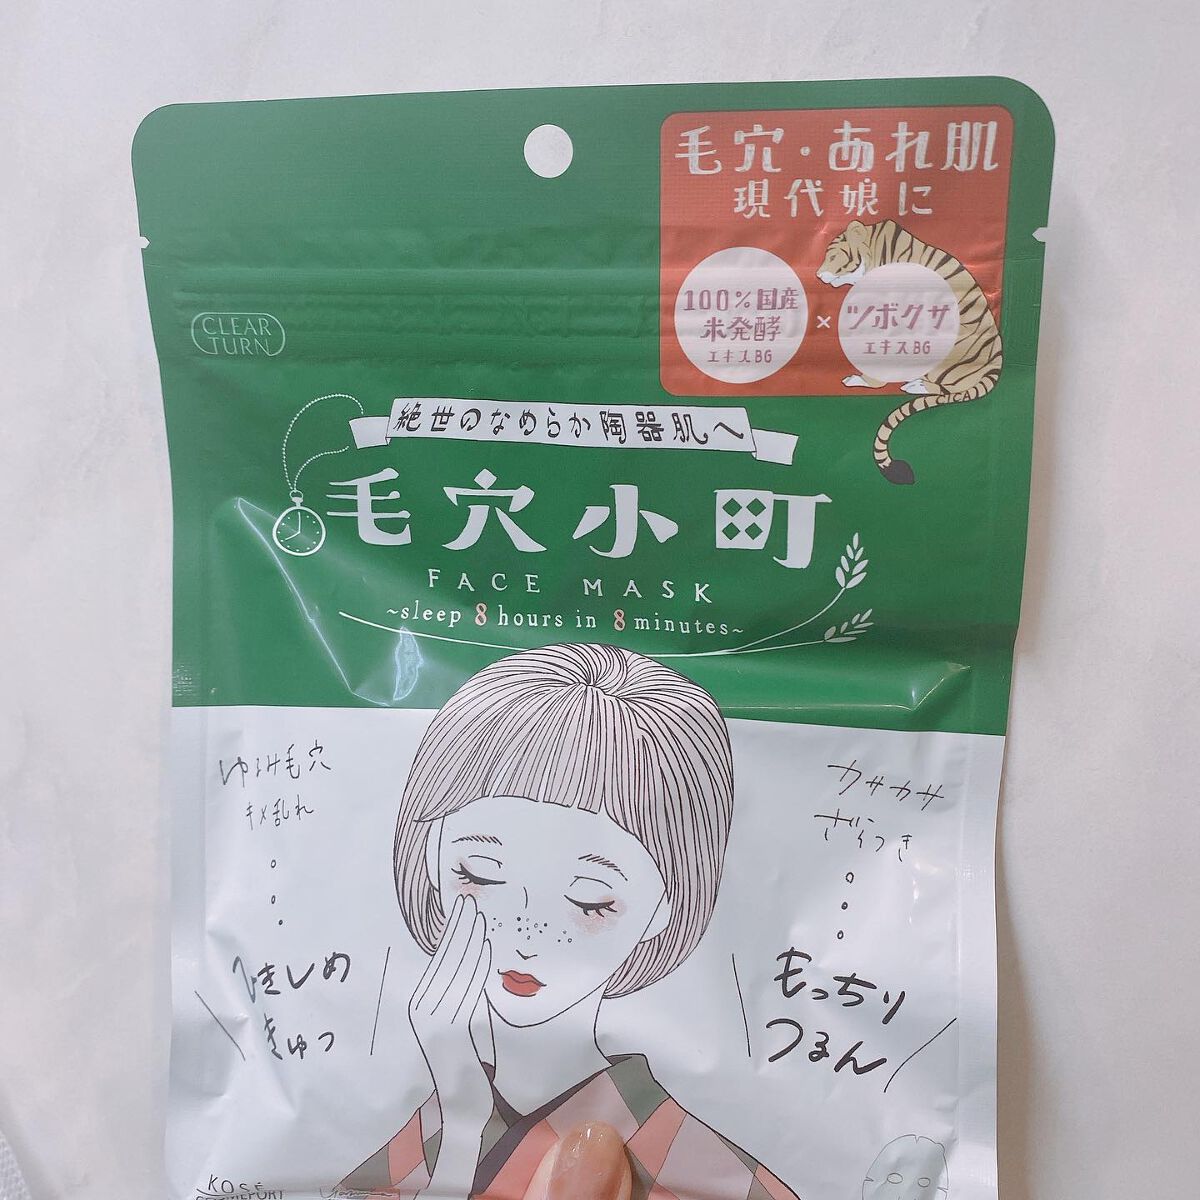 毛穴・あれ肌
現代娘に
100%国産
米発酵
エキスBG
×
ツボクサ
エキスBG
CICA
CLEAR
TURN
絶世のなめらか陶器肌へ
毛穴小町
FACE MASK
~sleep 8 hours in 8 minutes~
ゆるみ毛穴
キメ乱れ
ひきしめ
きゅっ
カサカサ
ざらつき
もっちり
つるん
KOSÉ